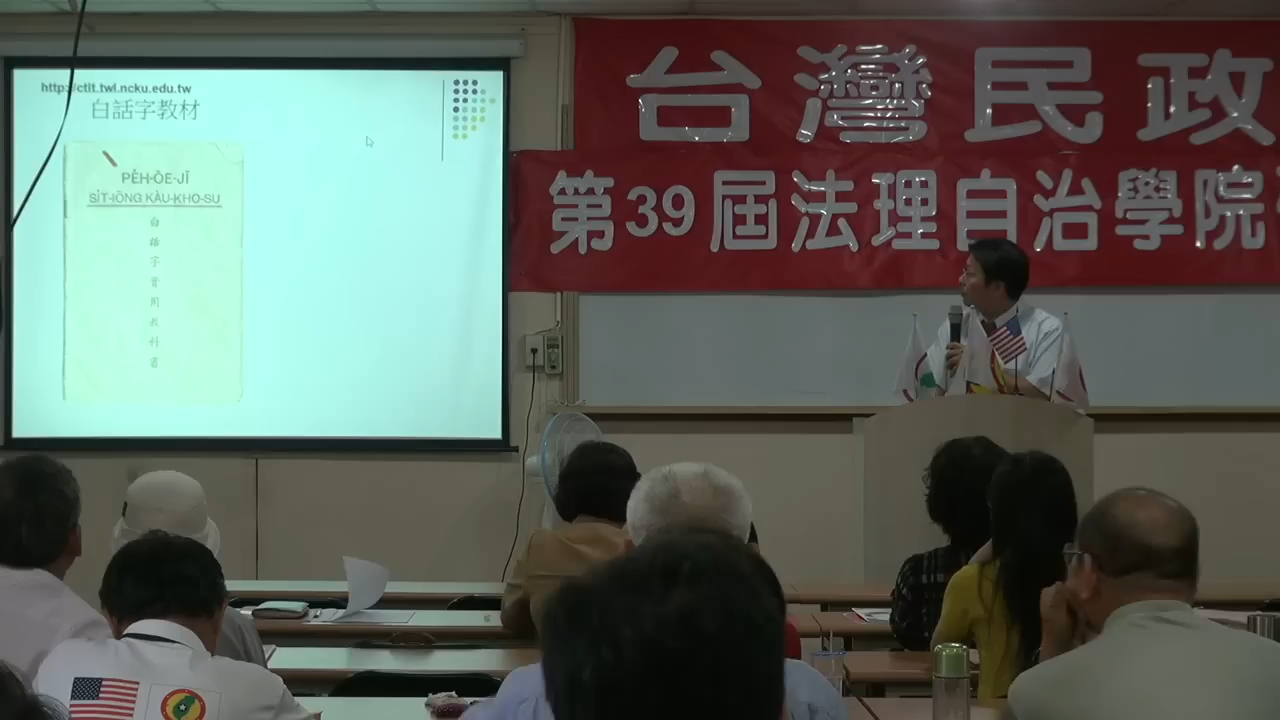 http://ctlt.twl.ncku.edu.tw
白話字教材
PE̍H-ŌE-JĪ
SI̍T-IŌNG KÀU-KHO-SU
白話字實用教科書
台灣民政
第39屆法理自治學院